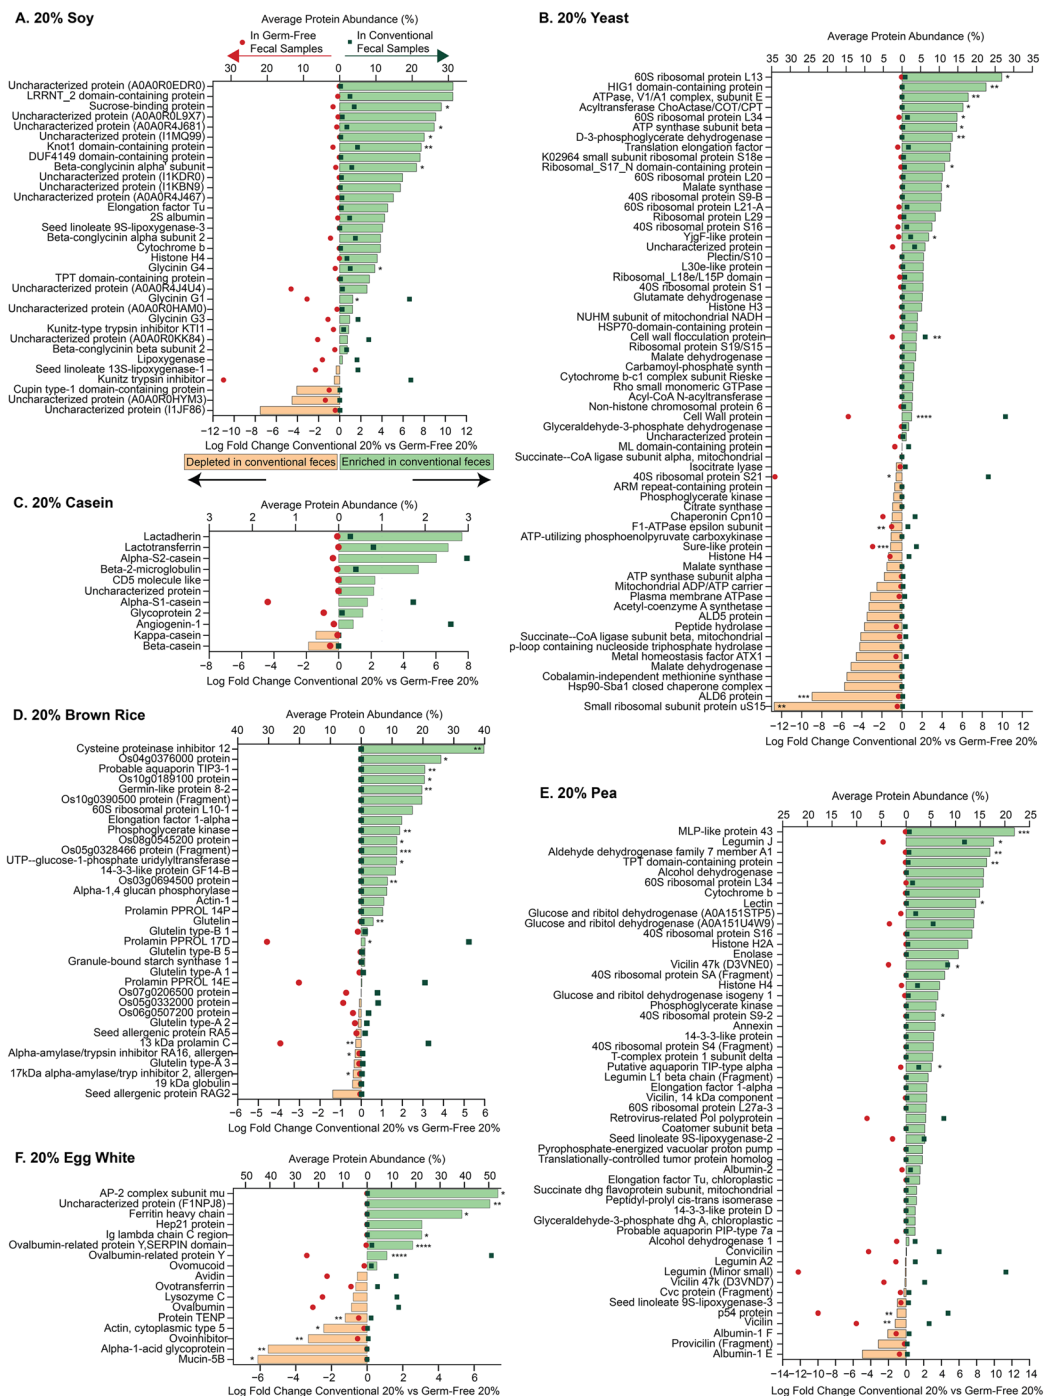 A. 20% Soy
Average Protein Abundance (%)
In Germ-Free Fecal Samples
In Conventional Fecal Samples
30 20 10 0 10 20 30
Uncharacterized protein (A0A0R0EDR0)
LRRNT_2 domain-containing protein
Sucrose-binding protein *
Uncharacterized protein (A0A0R0L9X7)
Uncharacterized protein (A0A0R4J681) *
Uncharacterized protein (I1MQ99) *
Knot1 domain-containing protein **
DUF4149 domain-containing protein
Beta-conglycinin alpha' subunit *
Uncharacterized protein (I1KDR0)
Uncharacterized protein (I1KBN9)
Uncharacterized protein (A0A0R4J467)
Elongation factor Tu
2S albumin
Seed linoleate 9S-lipoxygenase-3
Beta-conglycinin alpha subunit 2
Cytochrome b
Histone H4
Glycinin G4 *
TPT domain-containing protein
Uncharacterized protein (A0A0R4J4U4)
Glycinin G1 *
Uncharacterized protein (A0A0R0HAM0)
Glycinin G3
Kunitz-type trypsin inhibitor KTI1
Uncharacterized protein (A0A0R0KK84)
Beta-conglycinin beta subunit 2
Lipoxygenase
Seed linoleate 13S-lipoxygenase-1
Kunitz trypsin inhibitor
Cupin type-1 domain-containing protein
Uncharacterized protein (A0A0R0HYM3)
Uncharacterized protein (I1JF86)
−12 −10 −8 −6 −4 −2 0 2 4 6 8 10 12
Log Fold Change Conventional 20% vs Germ-Free 20%
Depleted in conventional feces
Enriched in conventional feces
B. 20% Yeast
Average Protein Abundance (%)
35 30 25 20 15 10 5 0 5 10 15 20 25 30 35
60S ribosomal protein L13 *
HIG1 domain-containing protein **
ATPase, V1/A1 complex, subunit E *
Acyltransferase ChoActase/COT/CPT *
60S ribosomal protein L34 *
ATP synthase subunit beta *
D-3-phosphoglycerate dehydrogenase **
Translation elongation factor
K02964 small subunit ribosomal protein S18e
Ribosomal_S17_N domain-containing protein *
60S ribosomal protein L20
Malate synthase *
40S ribosomal protein S9-B
60S ribosomal protein L21-A
Ribosomal protein L29
40S ribosomal protein S16
YjgF-like protein *
Uncharacterized protein
Plectin/S10
L30e-like protein
Ribosomal_L18e/L15P domain
40S ribosomal protein S1
Glutamate dehydrogenase
Histone H3
NUHM subunit of mitochondrial NADH
HSP70-domain-containing protein
Cell wall flocculation protein **
Ribosomal protein S19/S15
Malate dehydrogenase
Carbamoyl-phosphate synth
Cytochrome b-c1 complex subunit Rieske
Rho small monomeric GTPase
Acyl-CoA N-acyltransferase
Non-histone chromosomal protein 6
Cell Wall protein ****
Glyceraldehyde-3-phosphate dehydrogenase
Uncharacterized protein
ML domain-containing protein
Succinate--CoA ligase subunit alpha, mitochondrial
Isocitrate lyase
40S ribosomal protein S21 *
ARM repeat-containing protein
Phosphoglycerate kinase
Citrate synthase
Chaperonin Cpn10
F1-ATPase epsilon subunit **
ATP-utilizing phosphoenolpyruvate carboxykinase
Sure-like protein ***
Histone H4
Malate synthase
ATP synthase subunit alpha
Mitochondrial ADP/ATP carrier
Plasma membrane ATPase
Acetyl-coenzyme A synthetase
ALD5 protein
Peptide hydrolase
Succinate--CoA ligase subunit beta, mitochondrial
p-loop containing nucleoside triphosphate hydrolase
Metal homeostasis factor ATX1
Malate dehydrogenase
Cobalamin-independent methionine synthase
Hsp90-Sba1 closed chaperone complex
ALD6 protein ***
Small ribosomal subunit protein uS15 **
−12 −10 −8 −6 −4 −2 0 2 4 6 8 10 12
Log Fold Change Conventional 20% vs Germ-Free 20%
C. 20% Casein
Average Protein Abundance (%)
3 2 1 0 1 2 3
Lactadherin
Lactotransferrin
Alpha-S2-casein
Beta-2-microglobulin
CD5 molecule like
Uncharacterized protein
Alpha-S1-casein
Glycoprotein 2
Angiogenin-1
Kappa-casein
Beta-casein
−8 −6 −4 −2 0 2 4 6 8
Log Fold Change Conventional 20% vs Germ-Free 20%
D. 20% Brown Rice
Average Protein Abundance (%)
40 30 20 10 0 10 20 30 40
Cysteine proteinase inhibitor 12 **
Os04g0376000 protein *
Probable aquaporin TIP3-1 **
Os10g0189100 protein *
Germin-like protein 8-2 **
Os10g0390500 protein (Fragment)
60S ribosomal protein L10-1
Elongation factor 1-alpha
Phosphoglycerate kinase **
Os08g0545200 protein *
Os05g0328466 protein (Fragment) ***
UTP--glucose-1-phosphate uridylyltransferase *
14-3-3-like protein GF14-B
Os03g0694500 protein **
Alpha-1,4 glucan phosphorylase
Actin-1
Prolamin PPROL 14P
Glutelin **
Glutelin type-B 1
Prolamin PPROL 17D *
Glutelin type-B 5
Granule-bound starch synthase 1
Glutelin type-A 1
Prolamin PPROL 14E
Os07g0206500 protein
Os05g0332000 protein
Os06g0507200 protein
Glutelin type-A 2
Seed allergenic protein RA5
13 kDa prolamin C **
Alpha-amylase/trypsin inhibitor RA16, allergen *
Glutelin type-A 3
17kDa alpha-amylase/tryp inhibitor 2, allergen *
19 kDa globulin
Seed allergenic protein RAG2
−6 −5 −4 −3 −2 −1 0 1 2 3 4 5 6
Log Fold Change Conventional 20% vs Germ-Free 20%
E. 20% Pea
Average Protein Abundance (%)
25 20 15 10 5 0 5 10 15 20 25
MLP-like protein 43 ***
Legumin J *
Aldehyde dehydrogenase family 7 member A1 **
TPT domain-containing protein **
Alcohol dehydrogenase
60S ribosomal protein L34
Cytochrome b
Lectin *
Glucose and ribitol dehydrogenase (A0A151STP5)
Glucose and ribitol dehydrogenase (A0A151U4W9)
40S ribosomal protein S16
Histone H2A
Enolase
Vicilin 47k (D3VNE0) *
40S ribosomal protein SA (Fragment)
Histone H4
Glucose and ribitol dehydrogenase isogeny 1
Phosphoglycerate kinase
40S ribosomal protein S9-2 *
Annexin
14-3-3-like protein
40S ribosomal protein S4 (Fragment)
T-complex protein 1 subunit delta
Putative aquaporin TIP-type alpha *
Legumin L1 beta chain (Fragment)
Elongation factor 1-alpha
Vicilin, 14 kDa component
60S ribosomal protein L27a-3
Retrovirus-related Pol polyprotein
Coatomer subunit beta
Seed linoleate 9S-lipoxygenase-2
Pyrophosphate-energized vacuolar proton pump
Translationally-controlled tumor protein homolog
Albumin-2
Elongation factor Tu, chloroplastic
Succinate dhg flavoprotein subunit, mitochondrial
Peptidyl-prolyl cis-trans isomerase
14-3-3-like protein D
Glyceraldehyde-3-phosphate dhg A, chloroplastic
Probable aquaporin PIP-type 7a
Alcohol dehydrogenase 1
Convicilin
Legumin A2
Legumin (Minor small)
Vicilin 47k (D3VND7)
Cvc protein (Fragment)
Seed linoleate 9S-lipoxygenase-3
p54 protein **
Vicilin **
Albumin-1 F
Provicilin (Fragment)
Albumin-1 E
−14 −12 −10 −8 −6 −4 −2 0 2 4 6 8 10 12 14
Log Fold Change Conventional 20% vs Germ-Free 20%
F. 20% Egg White
Average Protein Abundance (%)
50 40 30 20 10 0 10 20 30 40 50
AP-2 complex subunit mu *
Uncharacterized protein (F1NPJ8) **
Ferritin heavy chain *
Hep21 protein
Ig lambda chain C region *
Ovalbumin-related protein Y,SERPIN domain ****
Ovalbumin-related protein Y ****
Ovomucoid
Avidin
Ovotransferrin
Lysozyme C
Ovalbumin
Protein TENP **
Actin, cytoplasmic type 5 *
Ovoinhibitor **
Alpha-1-acid glycoprotein **
Mucin-5B *
−6 −4 −2 0 2 4 6
Log Fold Change Conventional 20% vs Germ-Free 20%